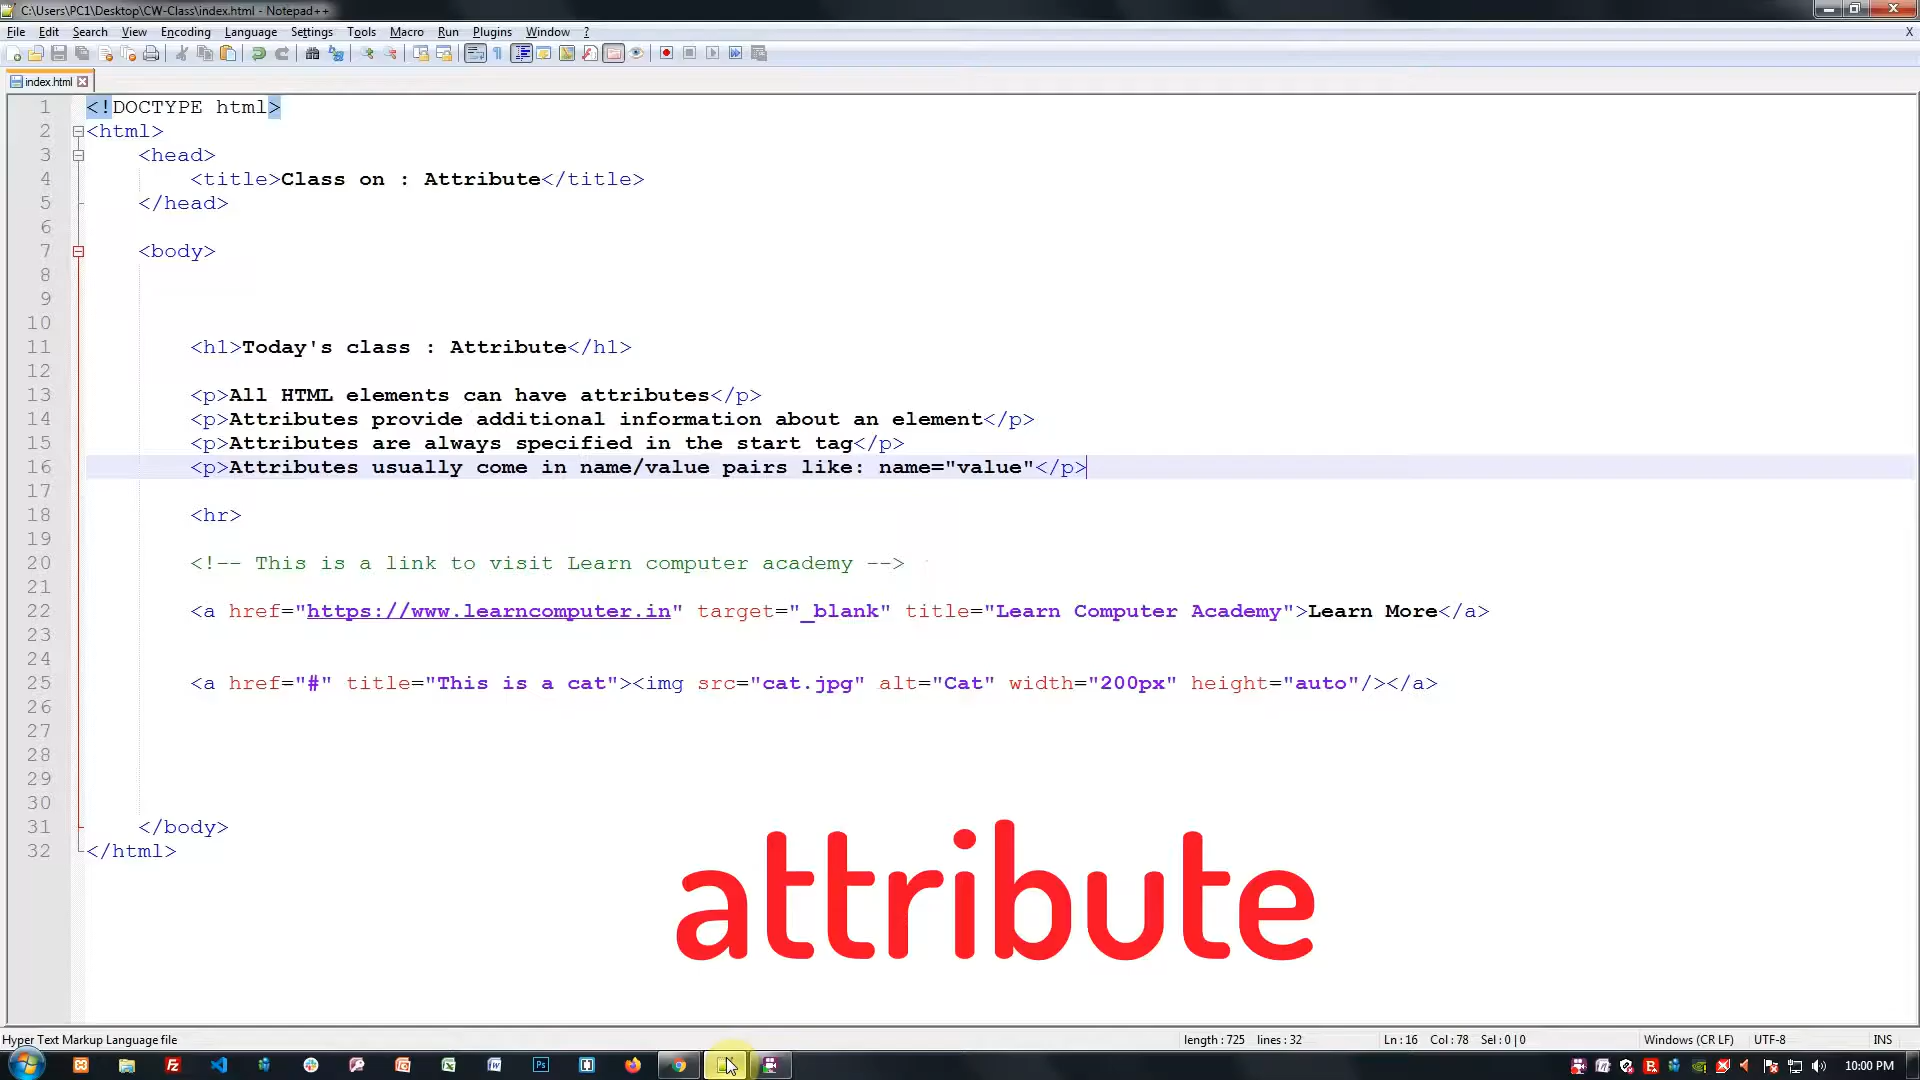 C:\Users\PC1\Desktop\CW-Class\index.html - Notepad++
File Edit Search View Encoding Language Settings Tools Macro Run Plugins Window ? X
index.html
1 <!DOCTYPE html>
2 <html>
3 <head>
4 <title>Class on : Attribute</title>
5 </head>
6
7 <body>
8
9
10
11 <h1>Today's class : Attribute</h1>
12
13 <p>All HTML elements can have attributes</p>
14 <p>Attributes provide additional information about an element</p>
15 <p>Attributes are always specified in the start tag</p>
16 <p>Attributes usually come in name/value pairs like: name="value"</p>
17
18 <hr>
19
20 <!-- This is a link to visit Learn computer academy -->
21
22 <a href="https://www.learncomputer.in" target="_blank" title="Learn Computer Academy">Learn More</a>
23
24
25 <a href="#" title="This is a cat"><img src="cat.jpg" alt="Cat" width="200px" height="auto"/></a>
26
27
28
29
30
31 </body>
32 </html>
attribute
Hyper Text Markup Language file length : 725 lines : 32 Ln : 16 Col : 78 Sel : 0 | 0 Windows (CR LF) UTF-8 INS
10:00 PM